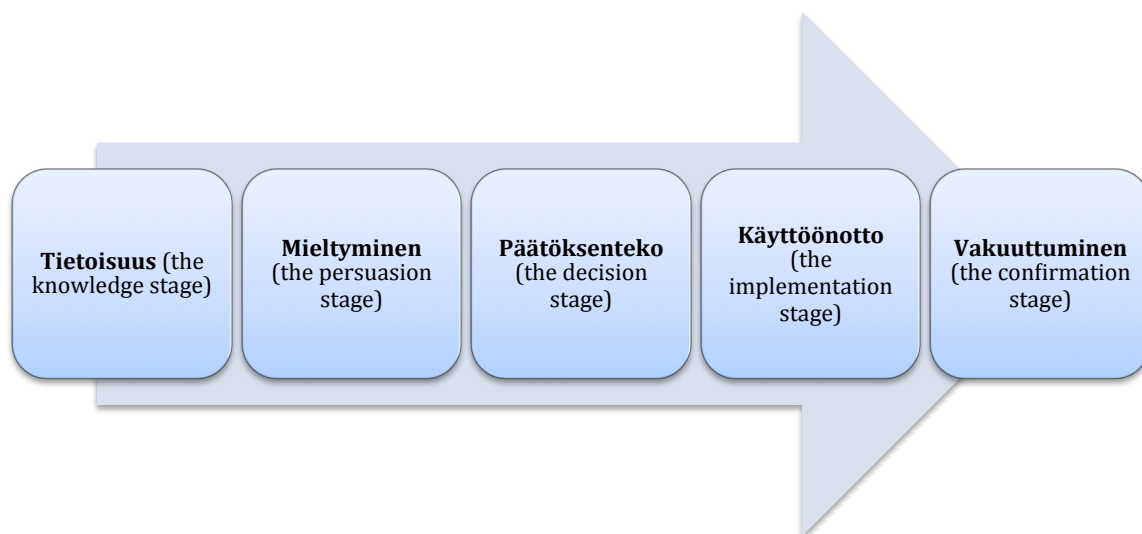 Tietoisuus (the
knowledge stage)
Mieltyminen
(the persuasion
stage)
Päätöksenteko
(the decision
stage)
Käyttöönotto
(the
implementation
stage)
Vakuuttuminen
(the confirmation
stage)